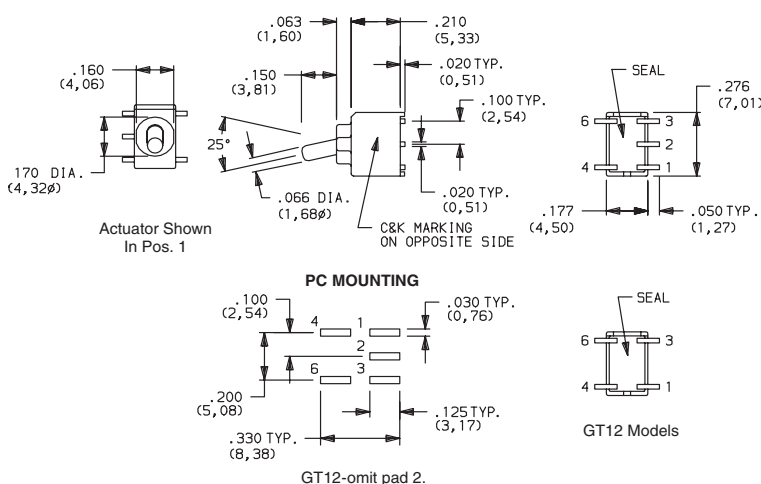 .063
(1,60)
.210
(5,33)
.160
(4,06)
.150
(3,81)
.020 TYP.
(0,51)
SEAL
.276
(7,01)
.100 TYP.
(2,54)
25°
6
3
2
4
1
170 DIA.
(4,32ø)
.066 DIA.
(1,68ø)
.020 TYP.
(0,51)
.177
(4,50)
.050 TYP.
(1,27)
Actuator Shown
In Pos. 1
C&K MARKING
ON OPPOSITE SIDE
PC MOUNTING
.100
(2,54)
4
1
.030 TYP.
(0,76)
SEAL
2
6
3
6
3
.200
(5,08)
.125 TYP.
(3,17)
4
1
.330 TYP.
(8,38)
GT12 Models
GT12-omit pad 2.